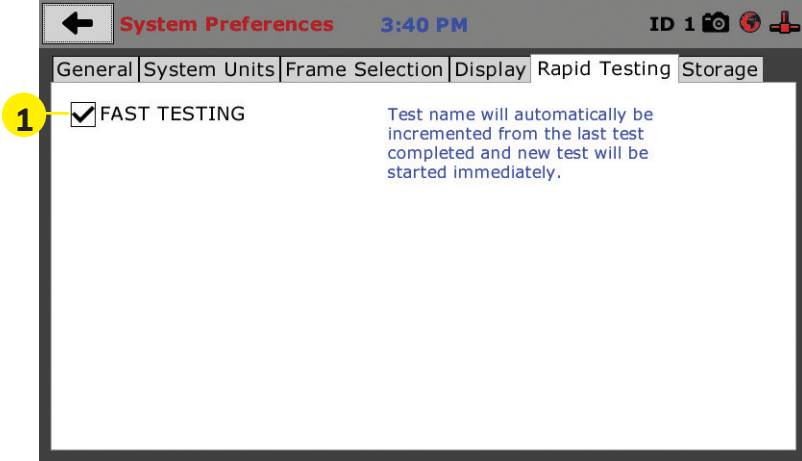 System Preferences 3:40 PM ID 1
General System Units Frame Selection Display Rapid Testing Storage
1 FAST TESTING
Test name will automatically be
incremented from the last test
completed and new test will be
started immediately.